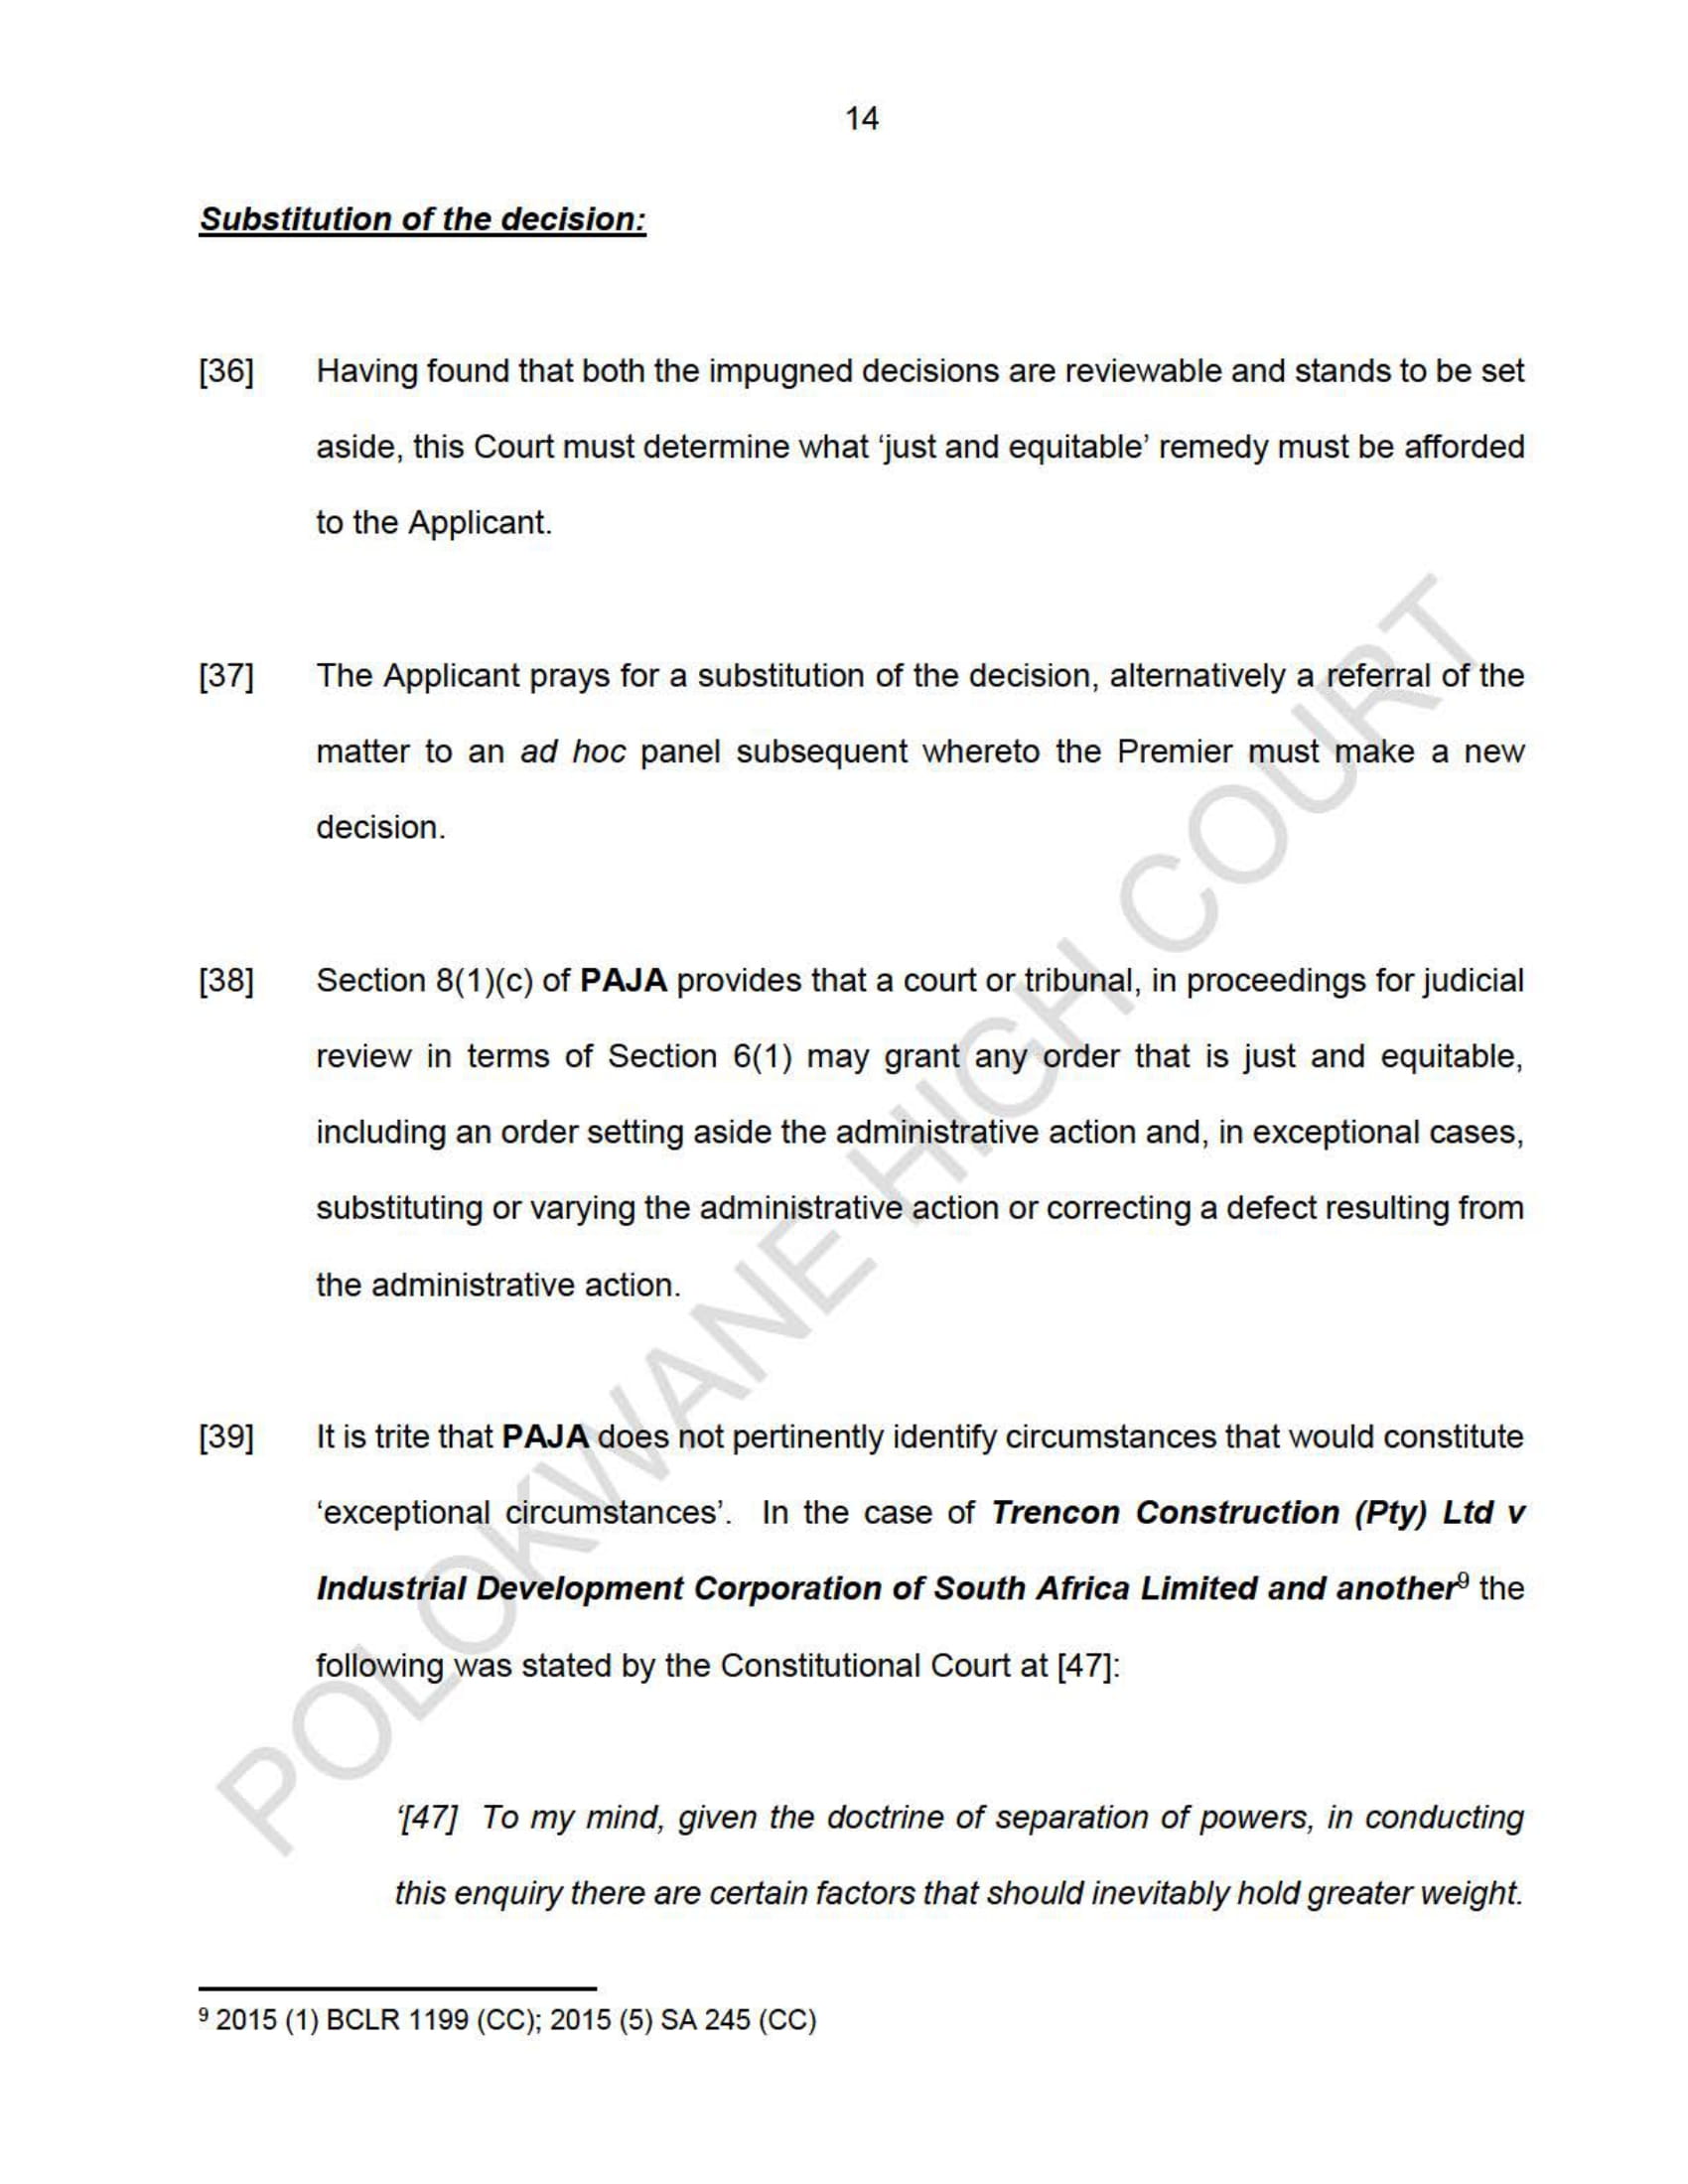 14
Substitution of the decision:
[36] Having found that both the impugned decisions are reviewable and stands to be set
aside, this Court must determine what ‘just and equitable’ remedy must be afforded
to the Applicant.
[37] The Applicant prays for a substitution of the decision, alternatively a referral of the
matter to an ad hoc panel subsequent whereto the Premier must make a new
decision.
[38] Section 8(1)(c) of PAJA provides that a court or tribunal, in proceedings for judicial
review in terms of Section 6(1) may grant any order that is just and equitable,
including an order setting aside the administrative action and, in exceptional cases,
substituting or varying the administrative action or correcting a defect resulting from
the administrative action.
[39] It is trite that PAJA does not pertinently identify circumstances that would constitute
‘exceptional circumstances’. In the case of Trencon Construction (Pty) Ltd v
Industrial Development Corporation of South Africa Limited and another⁹ the
following was stated by the Constitutional Court at [47]:
‘[47] To my mind, given the doctrine of separation of powers, in conducting
this enquiry there are certain factors that should inevitably hold greater weight.
⁹ 2015 (1) BCLR 1199 (CC); 2015 (5) SA 245 (CC)
POLOKWANE HIGH COURT